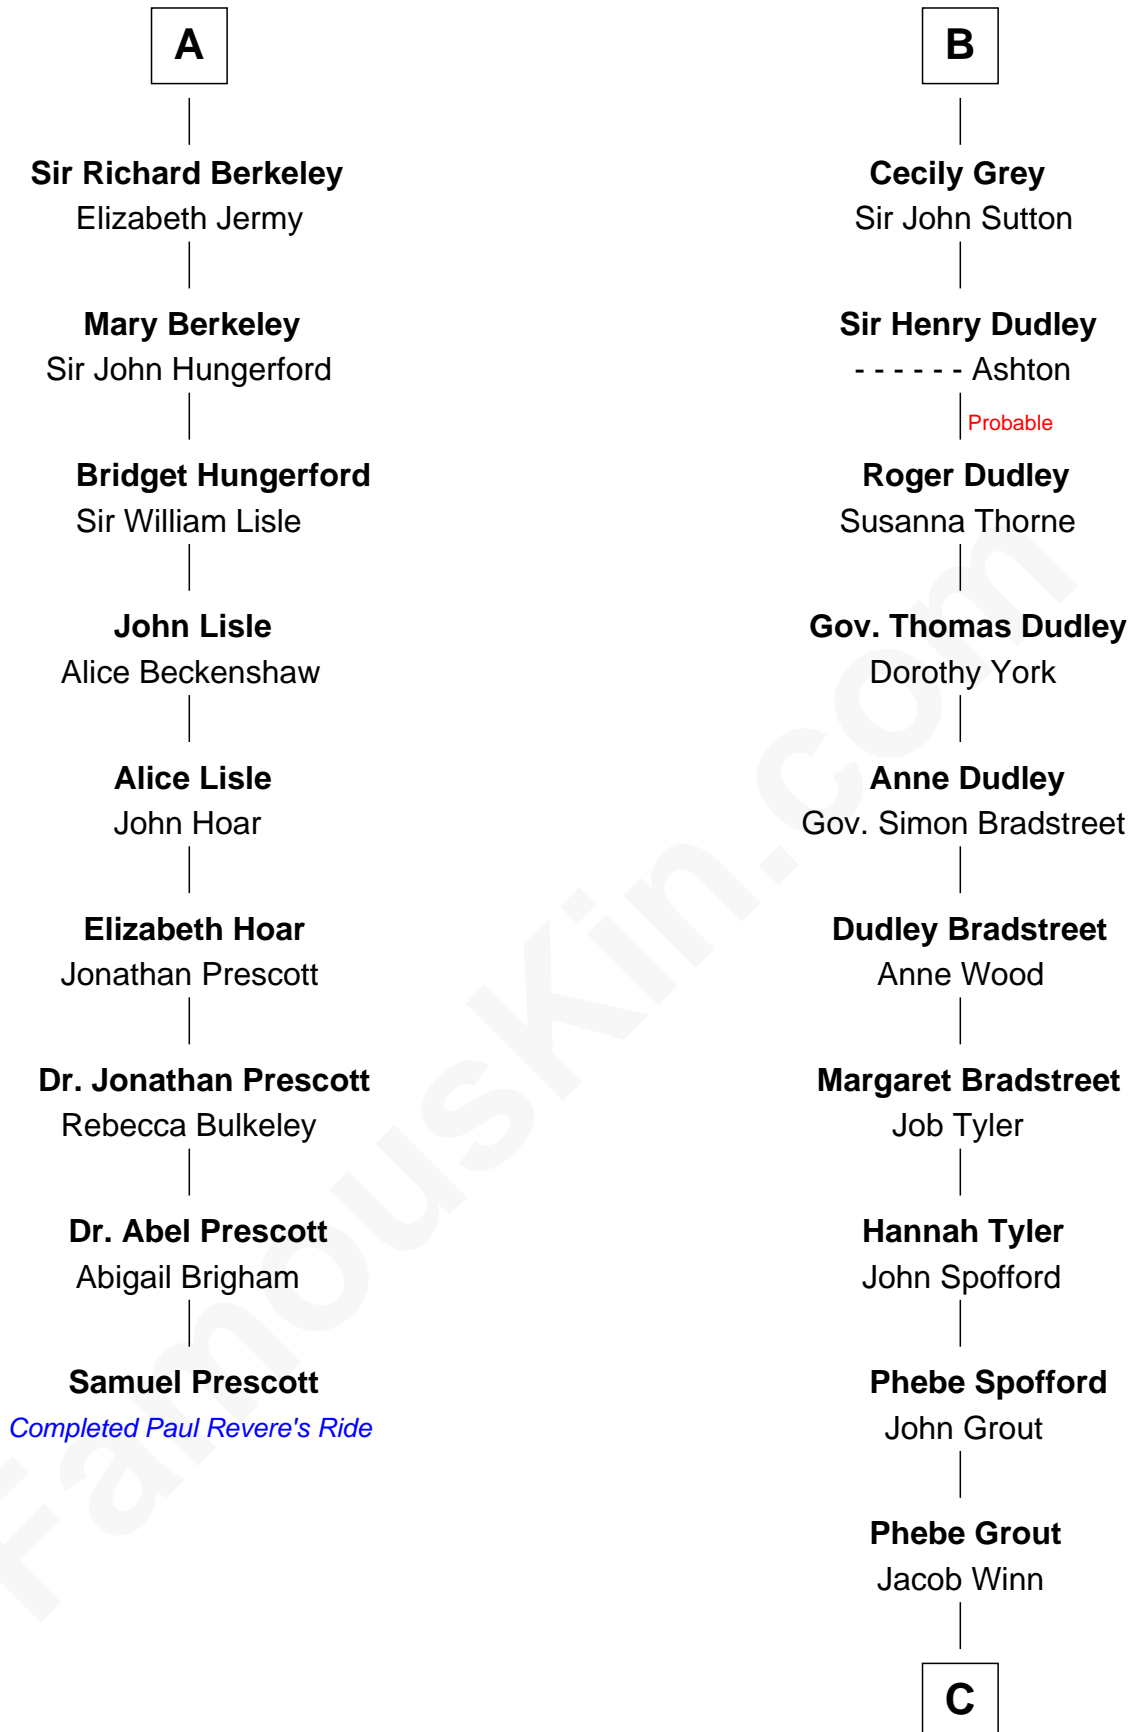 A
Sir Richard Berkeley
Elizabeth Jermy
Mary Berkeley
Sir John Hungerford
Bridget Hungerford
Sir William Lisle
John Lisle
Alice Beckenshaw
Alice Lisle
John Hoar
Elizabeth Hoar
Jonathan Prescott
Dr. Jonathan Prescott
Rebecca Bulkeley
Dr. Abel Prescott
Abigail Brigham
Samuel Prescott
Completed Paul Revere's Ride
B
Cecily Grey
Sir John Sutton
Sir Henry Dudley
- - - - - - Ashton
Probable
Roger Dudley
Susanna Thorne
Gov. Thomas Dudley
Dorothy York
Anne Dudley
Gov. Simon Bradstreet
Dudley Bradstreet
Anne Wood
Margaret Bradstreet
Job Tyler
Hannah Tyler
John Spofford
Phebe Spofford
John Grout
Phebe Grout
Jacob Winn
C
FamousKin.com